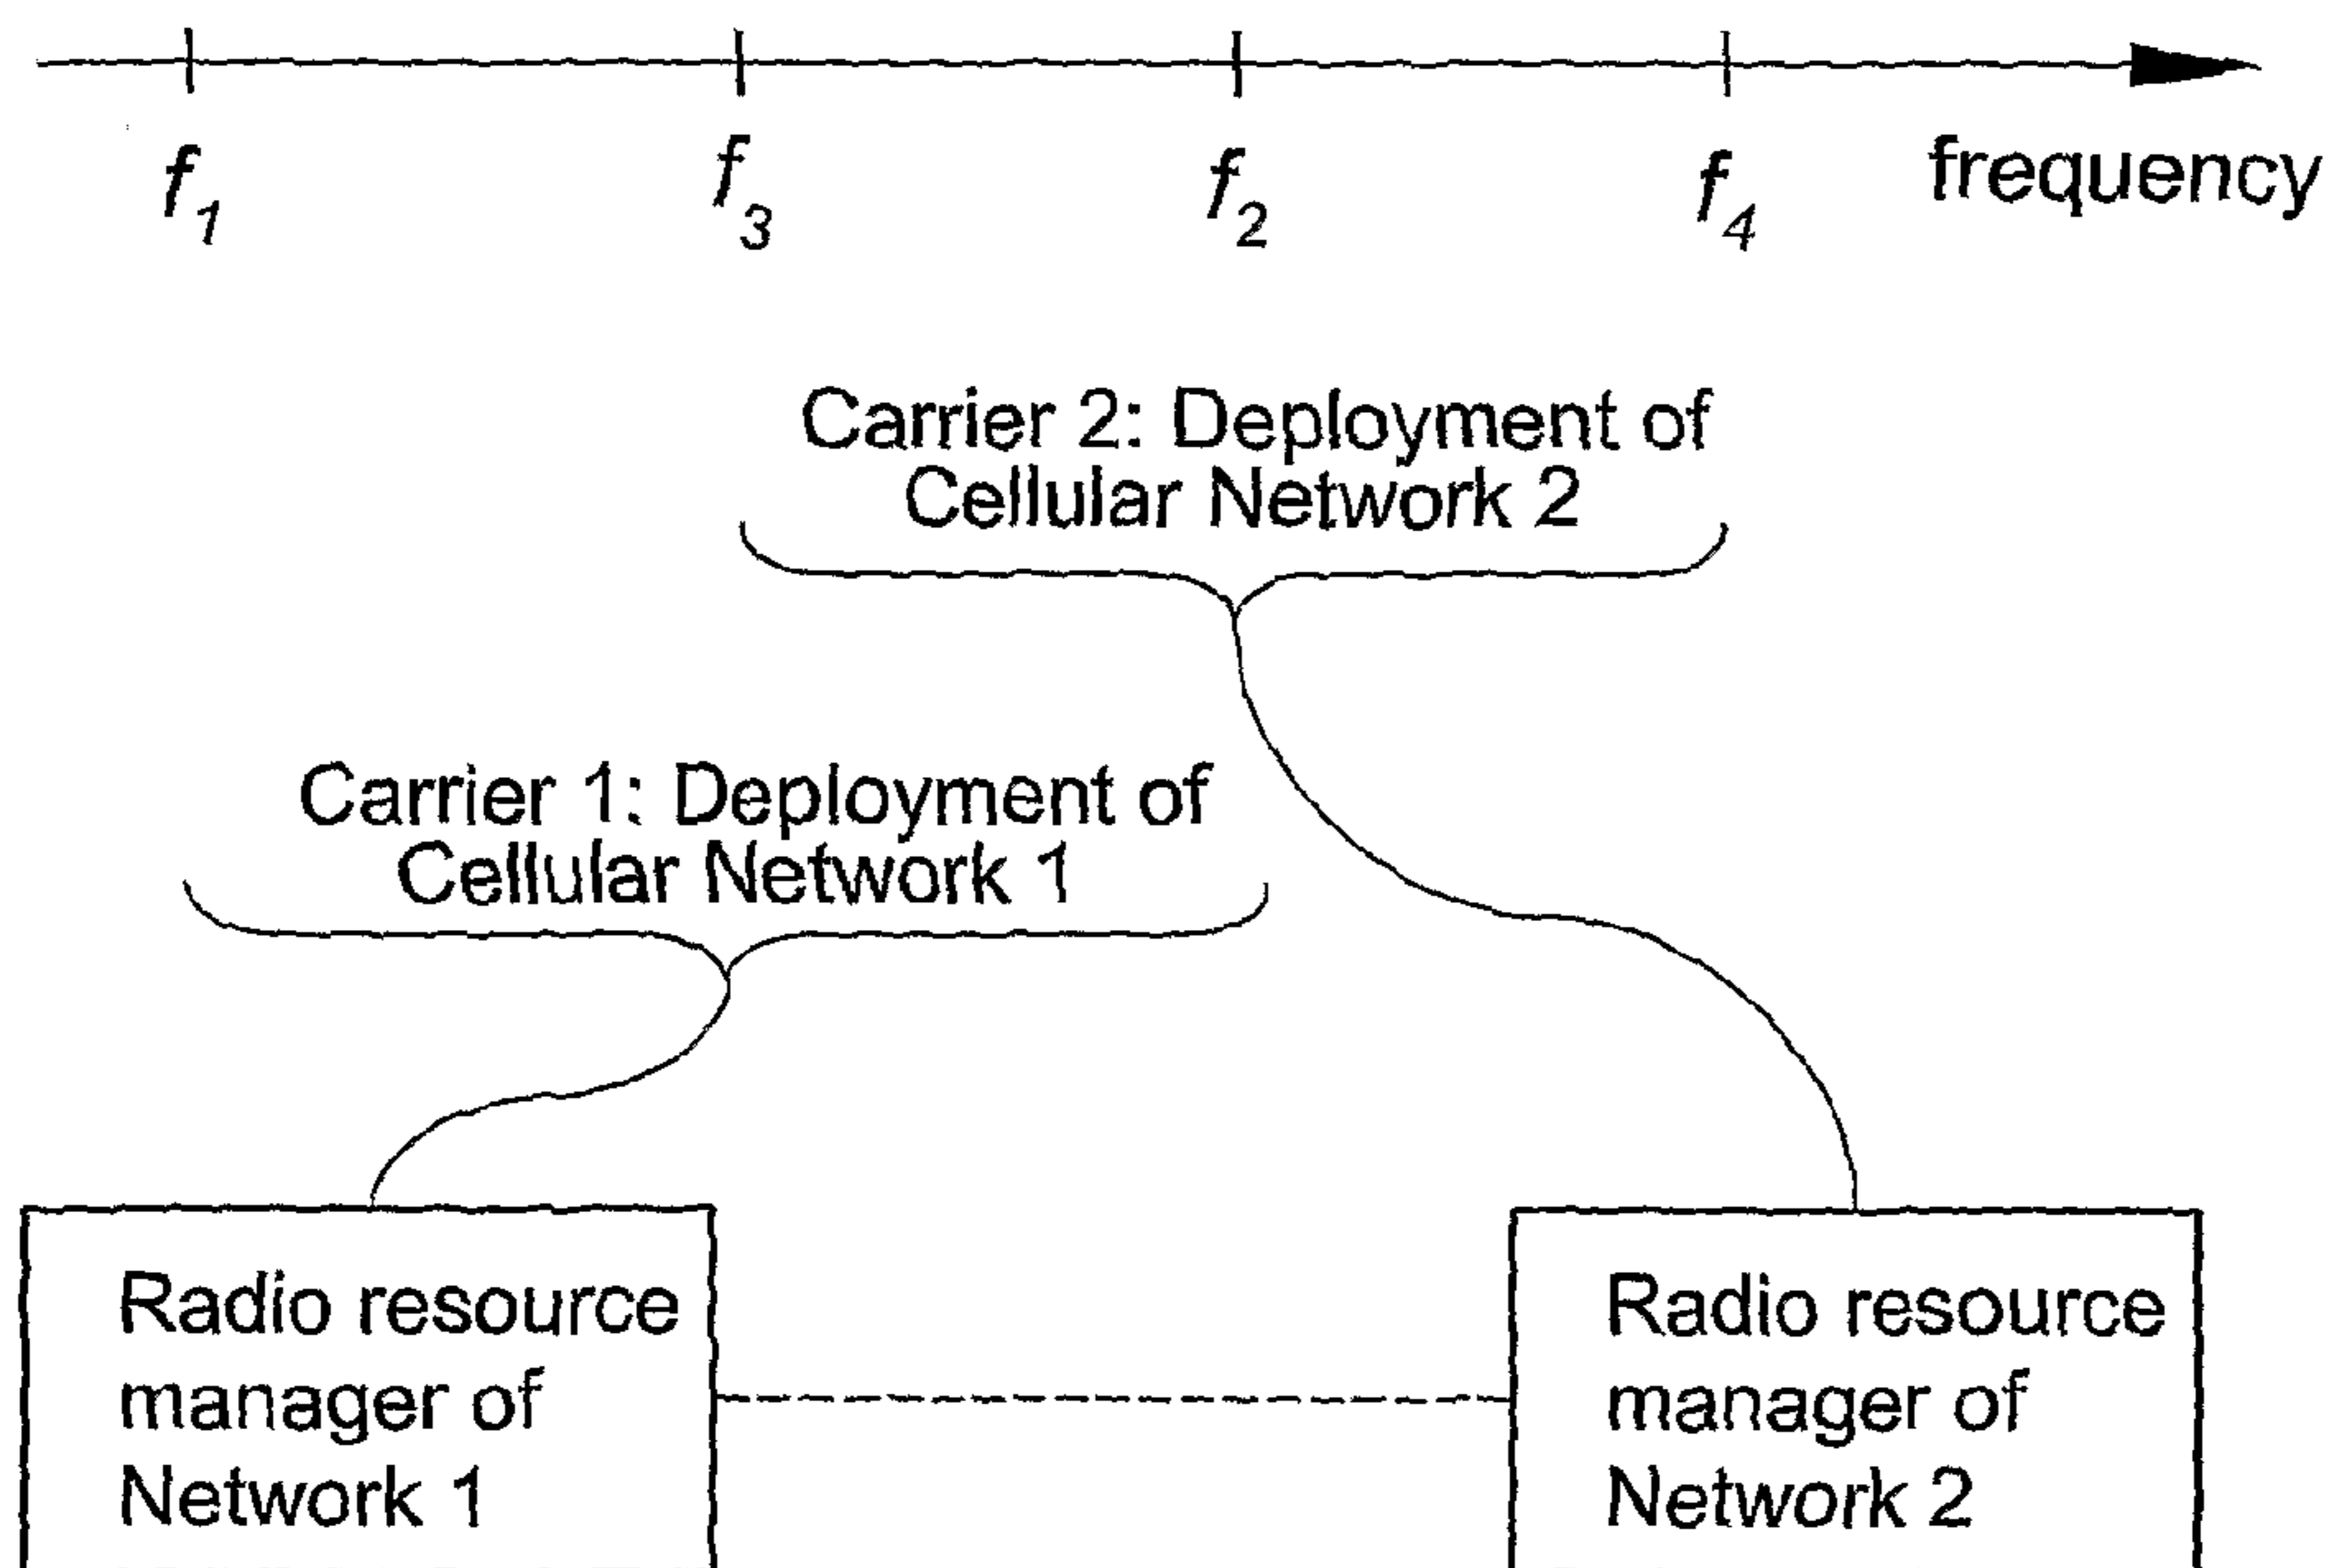 f1 f3 f2 f4 frequency
Carrier 2: Deployment of
Cellular Network 2
Carrier 1: Deployment of
Cellular Network 1
Radio resource
manager of
Network 1
Radio resource
manager of
Network 2